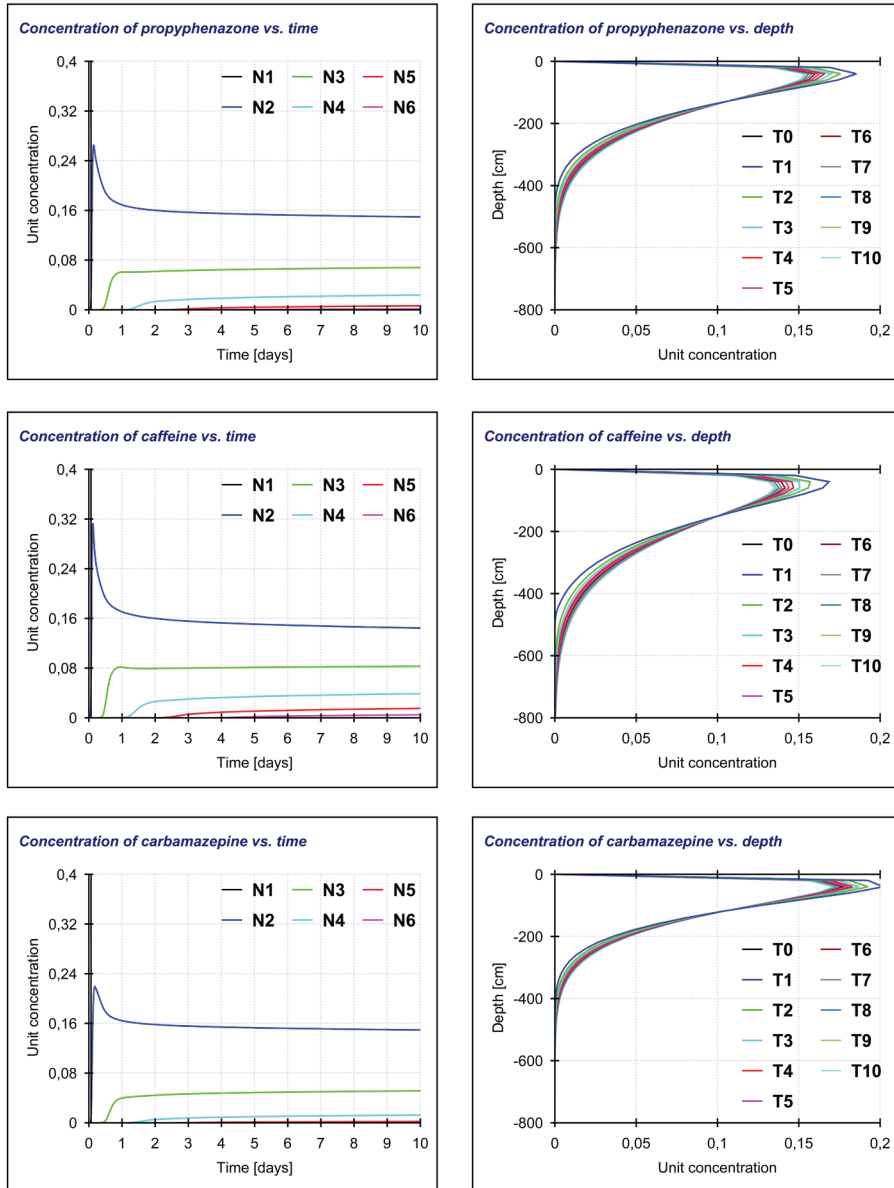 Concentration of propyphenazone vs. time
0,4
0,32
0,24
0,16
0,08
0
Unit concentration
N1 N3 N5
N2 N4 N6
0 1 2 3 4 5 6 7 8 9 10
Time [days]
Concentration of propyphenazone vs. depth
0
-200
-400
-600
-800
Depth [cm]
T0 T6
T1 T7
T2 T8
T3 T9
T4 T10
T5
0 0,05 0,1 0,15 0,2
Unit concentration
Concentration of caffeine vs. time
0,4
0,32
0,24
0,16
0,08
0
Unit concentration
N1 N3 N5
N2 N4 N6
0 1 2 3 4 5 6 7 8 9 10
Time [days]
Concentration of caffeine vs. depth
0
-200
-400
-600
-800
Depth [cm]
T0 T6
T1 T7
T2 T8
T3 T9
T4 T10
T5
0 0,05 0,1 0,15 0,2
Unit concentration
Concentration of carbamazepine vs. time
0,4
0,32
0,24
0,16
0,08
0
Unit concentration
N1 N3 N5
N2 N4 N6
0 1 2 3 4 5 6 7 8 9 10
Time [days]
Concentration of carbamazepine vs. depth
0
-200
-400
-600
-800
Depth [cm]
T0 T6
T1 T7
T2 T8
T3 T9
T4 T10
T5
0 0,05 0,1 0,15 0,2
Unit concentration